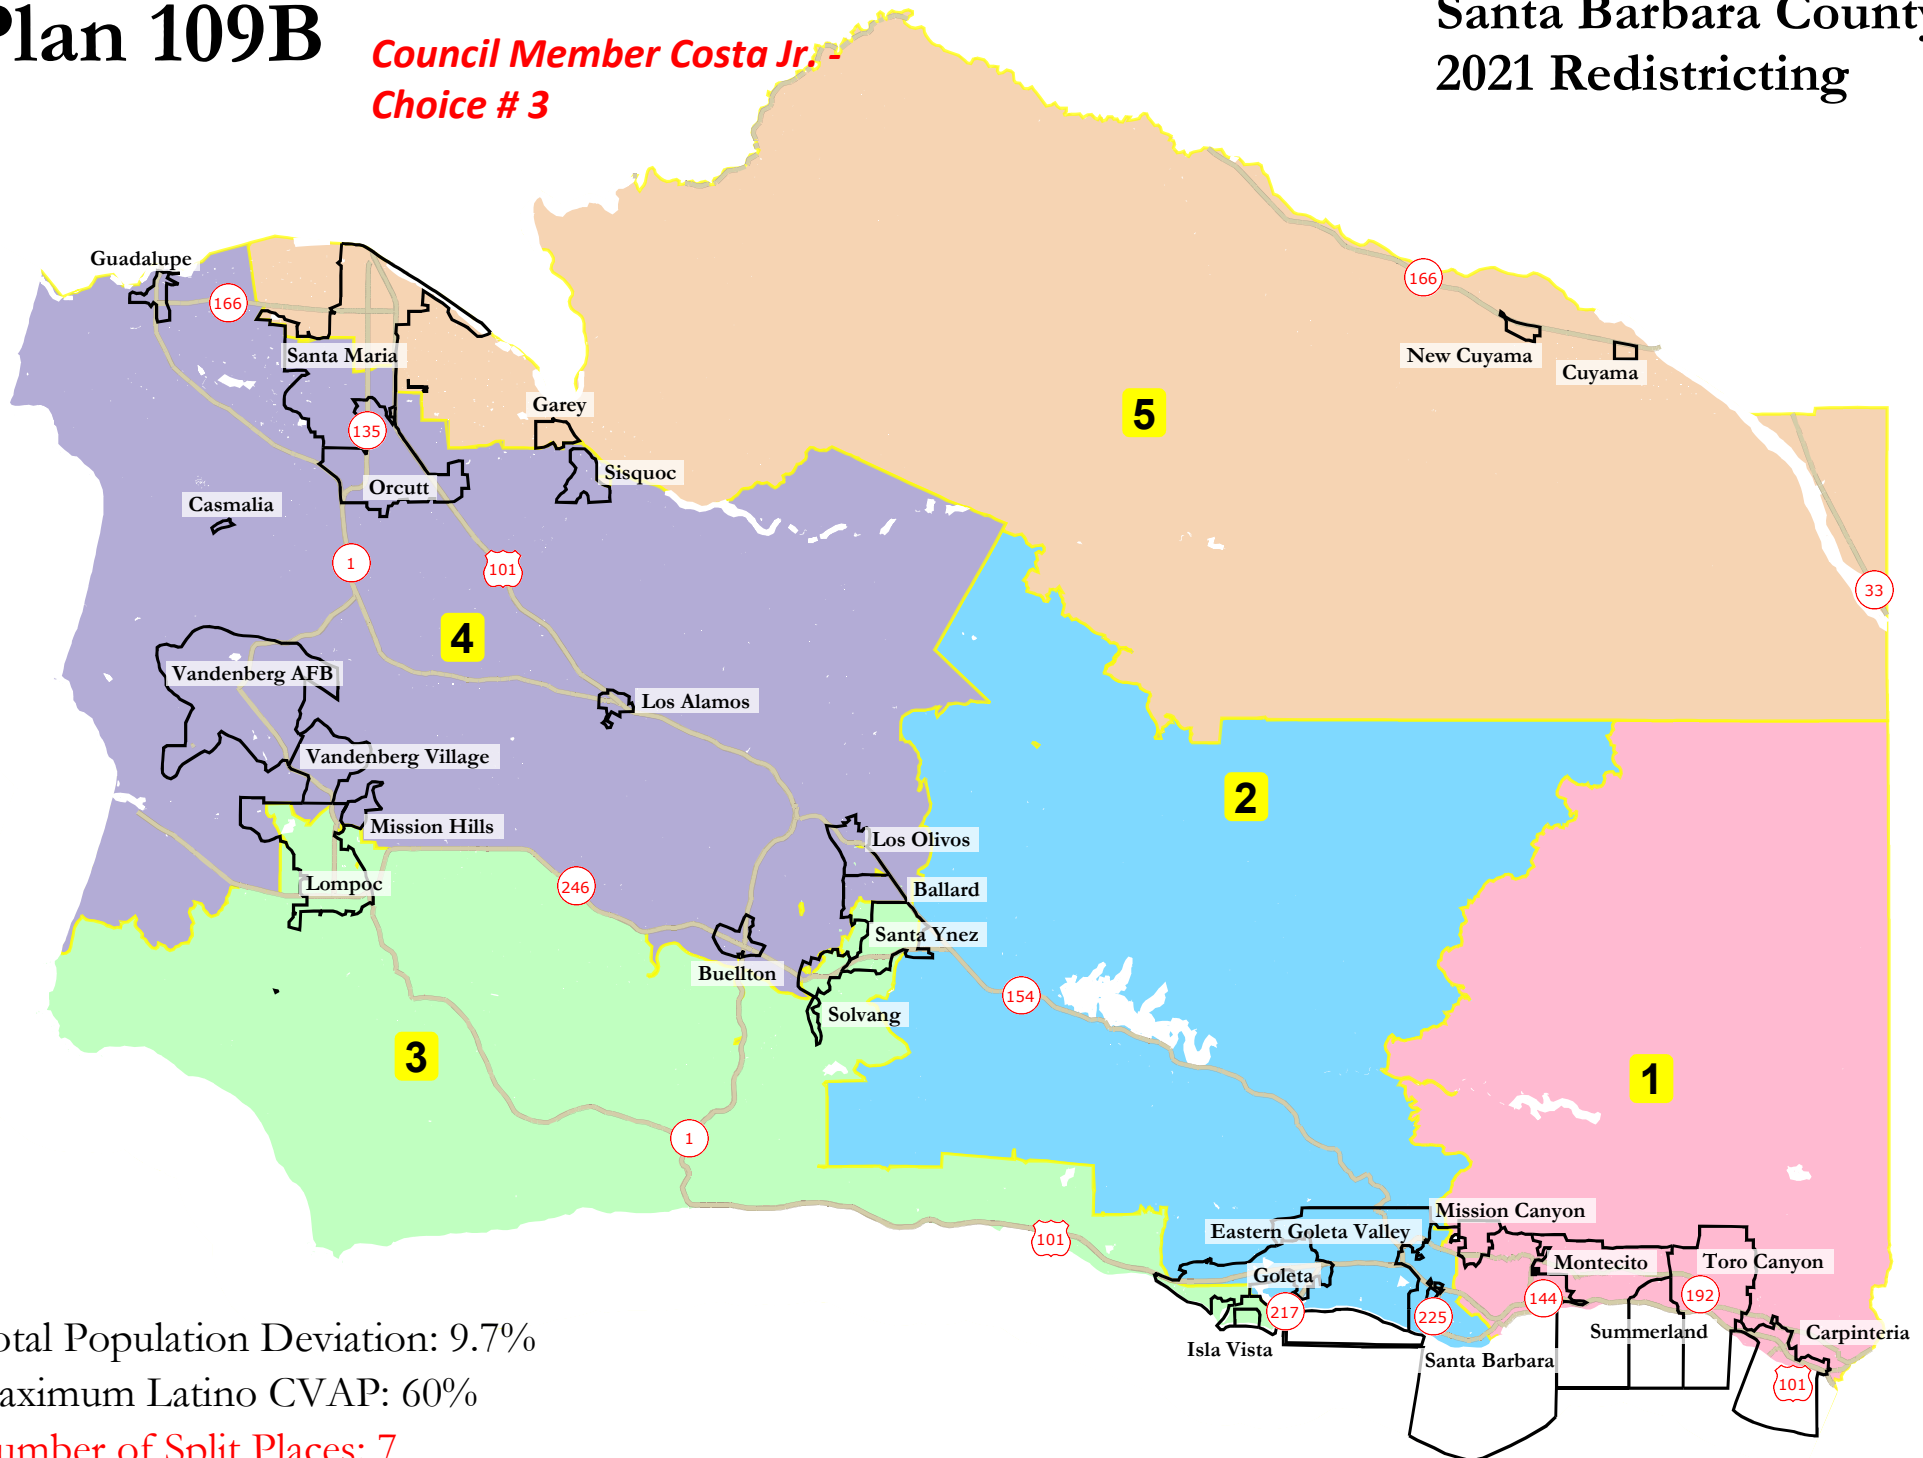 Plan 109B
Council Member Costa Jr. -
Choice # 3
Santa Barbara County
2021 Redistricting
Guadalupe
166
Santa Maria
135
Garey
Sisquoc
Orcutt
Casmalia
1
101
5
166
New Cuyama
Cuyama
33
4
Vandenberg AFB
Los Alamos
Vandenberg Village
Mission Hills
Lompoc
246
Los Olivos
Ballard
Santa Ynez
Buellton
Solvang
2
154
3
1
1
101
Mission Canyon
Eastern Goleta Valley
Goleta
Montecito
Toro Canyon
217
225
144
192
Isla Vista
Santa Barbara
Summerland
Carpinteria
101
otal Population Deviation: 9.7%
aximum Latino CVAP: 60%
umber of Split Places: 7